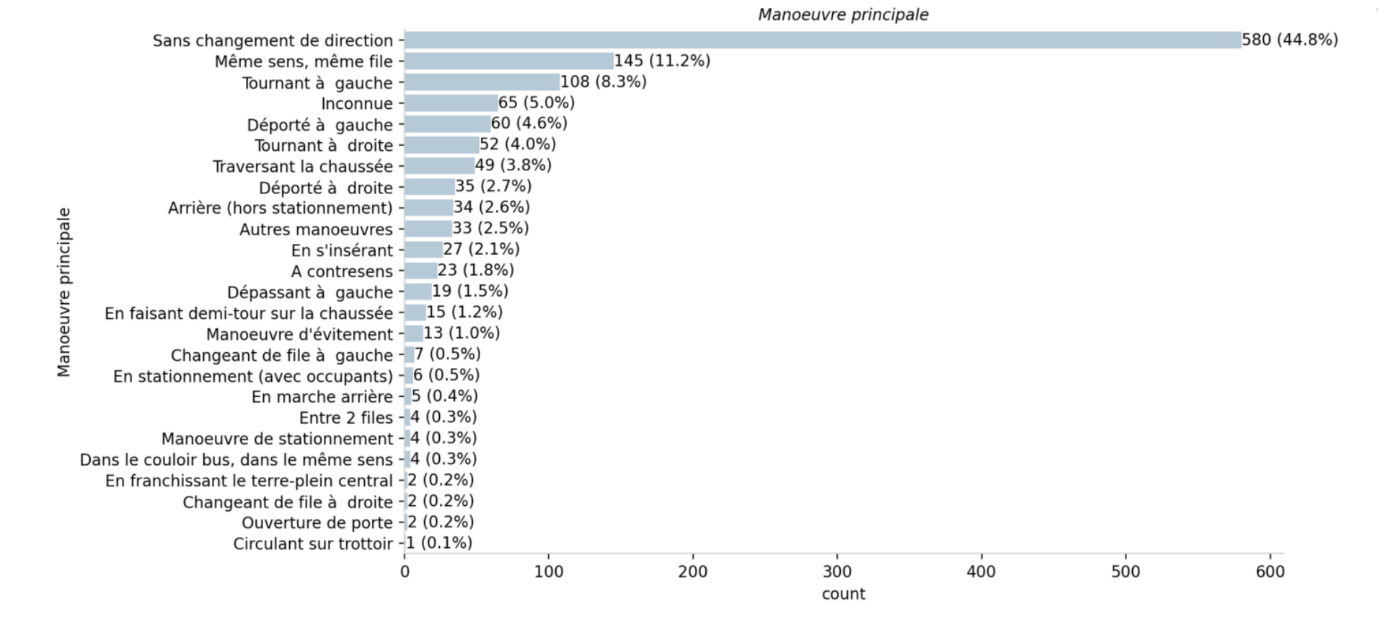 Manoeuvre principale
Sans changement de direction 580 (44.8%)
Même sens, même file 145 (11.2%)
Tournant à  gauche 108 (8.3%)
Inconnue 65 (5.0%)
Déporté à  gauche 60 (4.6%)
Tournant à  droite 52 (4.0%)
Traversant la chaussée 49 (3.8%)
Déporté à  droite 35 (2.7%)
Arrière (hors stationnement) 34 (2.6%)
Autres manoeuvres 33 (2.5%)
En s'insérant 27 (2.1%)
A contresens 23 (1.8%)
Dépassant à  gauche 19 (1.5%)
En faisant demi-tour sur la chaussée 15 (1.2%)
Manoeuvre d'évitement 13 (1.0%)
Changeant de file à  gauche 7 (0.5%)
En stationnement (avec occupants) 6 (0.5%)
En marche arrière 5 (0.4%)
Entre 2 files 4 (0.3%)
Manoeuvre de stationnement 4 (0.3%)
Dans le couloir bus, dans le même sens 4 (0.3%)
En franchissant le terre-plein central 2 (0.2%)
Changeant de file à  droite 2 (0.2%)
Ouverture de porte 2 (0.2%)
Circulant sur trottoir 1 (0.1%)
Manoeuvre principale
0 100 200 300 400 500 600
count